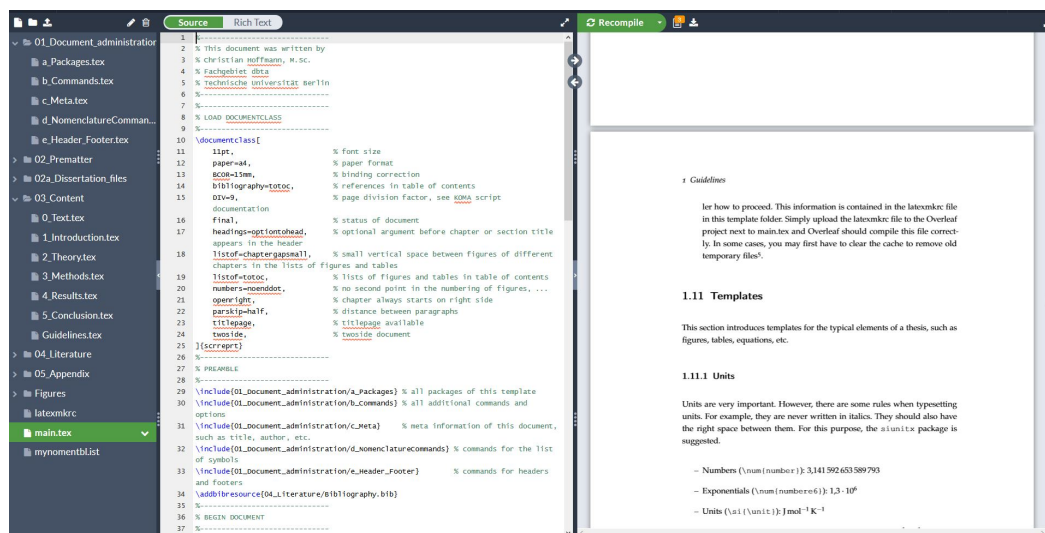 Source
Rich Text
Recompile
01_Document_administration
a_Packages.tex
b_Commands.tex
c_Meta.tex
d_NomenclatureComman...
e_Header_Footer.tex
02_Prematter
02a_Dissertation_files
03_Content
0_Text.tex
1_Introduction.tex
2_Theory.tex
3_Methods.tex
4_Results.tex
5_Conclusion.tex
Guidelines.tex
04_Literature
05_Appendix
Figures
latexmkrc
main.tex
mynomentbl.ist
1 %------------------------------
2 % This document was written by
3 % Christian Hoffmann, M.Sc.
4 % Fachgebiet dbta
5 % Technische Universität Berlin
6 %------------------------------
7 %------------------------------
8 % LOAD DOCUMENTCLASS
9 %------------------------------
10 \documentclass[
11 11pt, % font size
12 paper=a4, % paper format
13 BCOR=15mm, % binding correction
14 bibliography=totoc, % references in table of contents
15 DIV=9, % page division factor, see KOMA script
documentation
16 final, % status of document
17 headings=optiontohead, % optional argument before chapter or section title
appears in the header
18 listof=chaptergapsmall, % small vertical space between figures of different
chapters in the lists of figures and tables
19 listof=totoc, % lists of figures and tables in table of contents
20 numbers=noenddot, % no second point in the numbering of figures, ...
21 openright, % chapter always starts on right side
22 parskip=half, % distance between paragraphs
23 titlepage, % titlepage available
24 twoside, % twoside document
25 ]{scrreprt}
26 %------------------------------
27 % PREAMBLE
28 %------------------------------
29 \include{01_Document_administration/a_Packages} % all packages of this template
30 \include{01_Document_administration/b_Commands} % all additional commands and
options
31 \include{01_Document_administration/c_Meta} % meta information of this document,
such as title, author, etc.
32 \include{01_Document_administration/d_NomenclatureCommands} % commands for the list
of symbols
33 \include{01_Document_administration/e_Header_Footer} % commands for headers
and footers
34 \addbibresource{04_Literature/Bibliography.bib}
35 %------------------------------
36 % BEGIN DOCUMENT
37 %------------------------------
1 Guidelines
ler how to proceed. This information is contained in the latexmkrc file
in this template folder. Simply upload the latexmkrc file to the Overleaf
project next to main.tex and Overleaf should compile this file correct-
ly. In some cases, you may first have to clear the cache to remove old
temporary files⁵.
1.11 Templates
This section introduces templates for the typical elements of a thesis, such as
figures, tables, equations, etc.
1.11.1 Units
Units are very important. However, there are some rules when typesetting
units. For example, they are never written in italics. They should also have
the right space between them. For this purpose, the siunitx package is
suggested.
– Numbers (\num{number}): 3,141 592 653 589 793
– Exponentials (\num{numbere6}): 1,3 · 10⁶
– Units (\si{\unit}): J mol⁻¹ K⁻¹